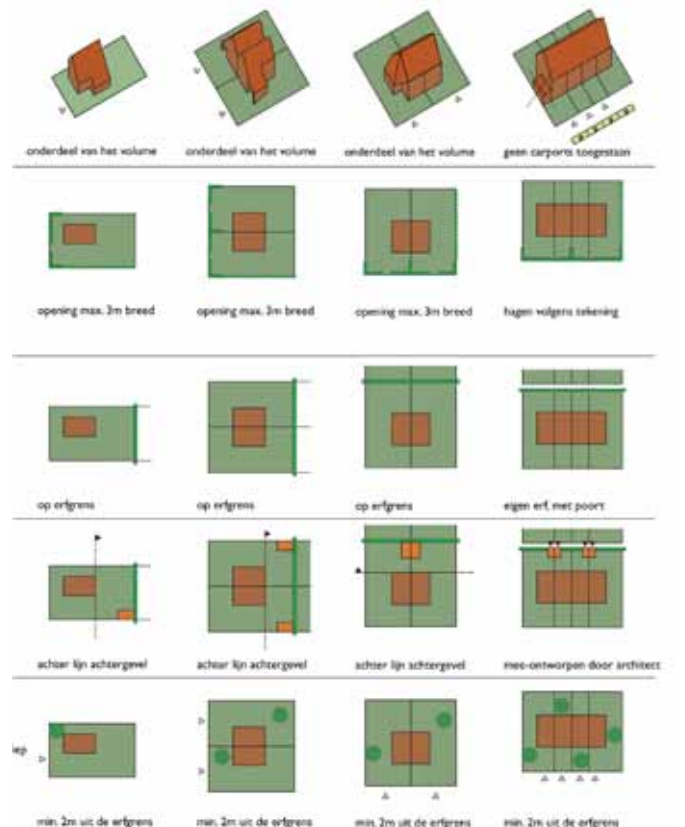 onderdeel van het volume onderdeel van het volume onderdeel van het volume geen carports toegestaan
opening max. 3m breed opening max. 3m breed opening max. 3m breed hagen volgens tekening
op erfgrens op erfgrens op erfgrens eigen erf, met poort
achter lijn achtergevel achter lijn achtergevel achter lijn achtergevel mee-ontworpen door architect
min. 2m uit de erfgrens min. 2m uit de erfgrens min. 2m uit de erfgrens min. 2m uit de erfgrens